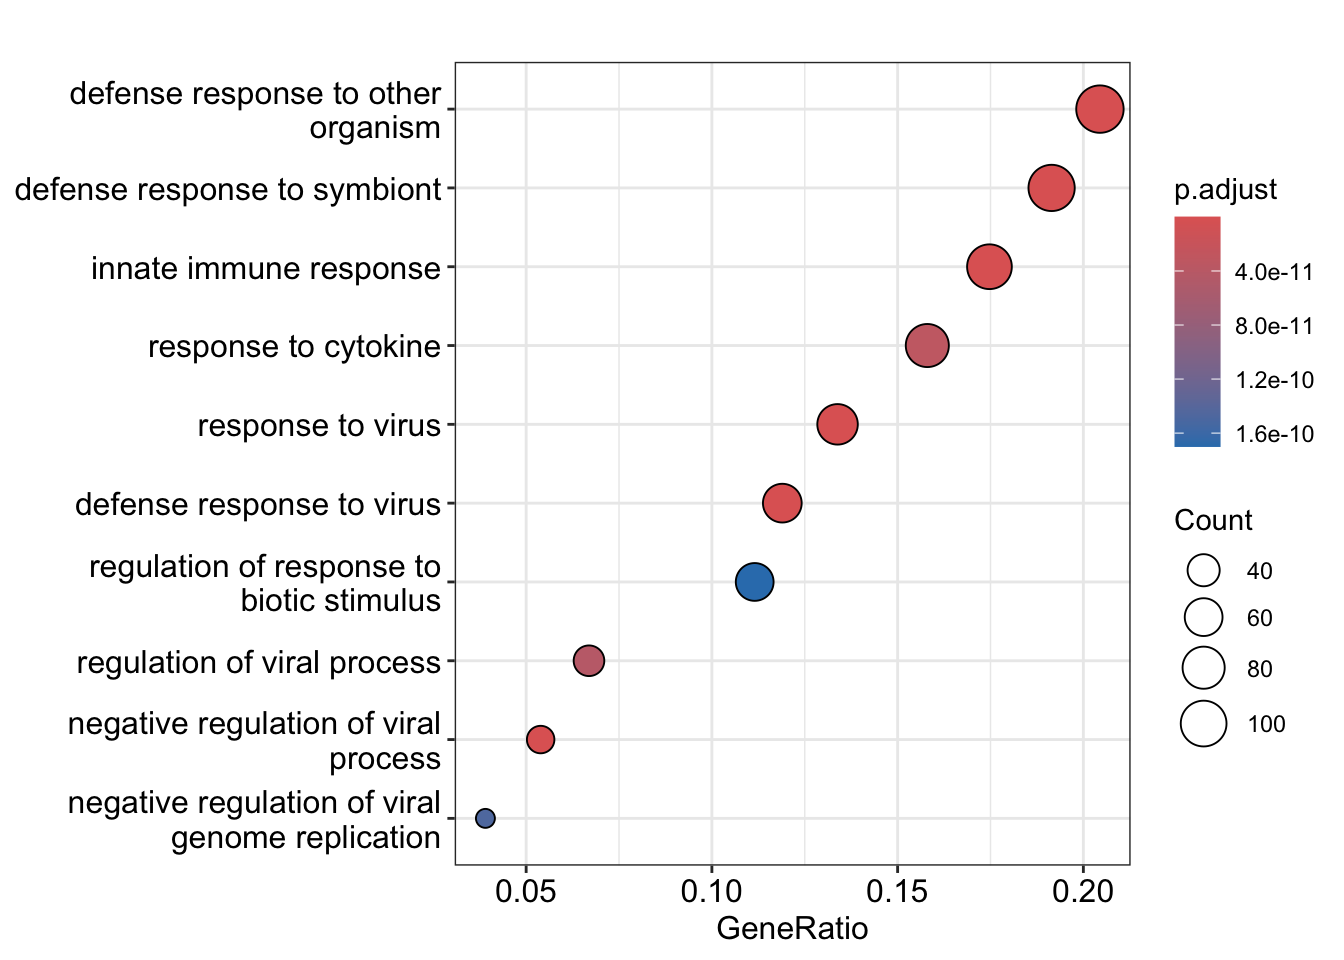 defense response to other
organism
defense response to symbiont
innate immune response
response to cytokine
response to virus
defense response to virus
regulation of response to
biotic stimulus
regulation of viral process
negative regulation of viral
process
negative regulation of viral
genome replication
0.05
0.10
0.15
0.20
GeneRatio
p.adjust
4.0e-11
8.0e-11
1.2e-10
1.6e-10
Count
40
60
80
100